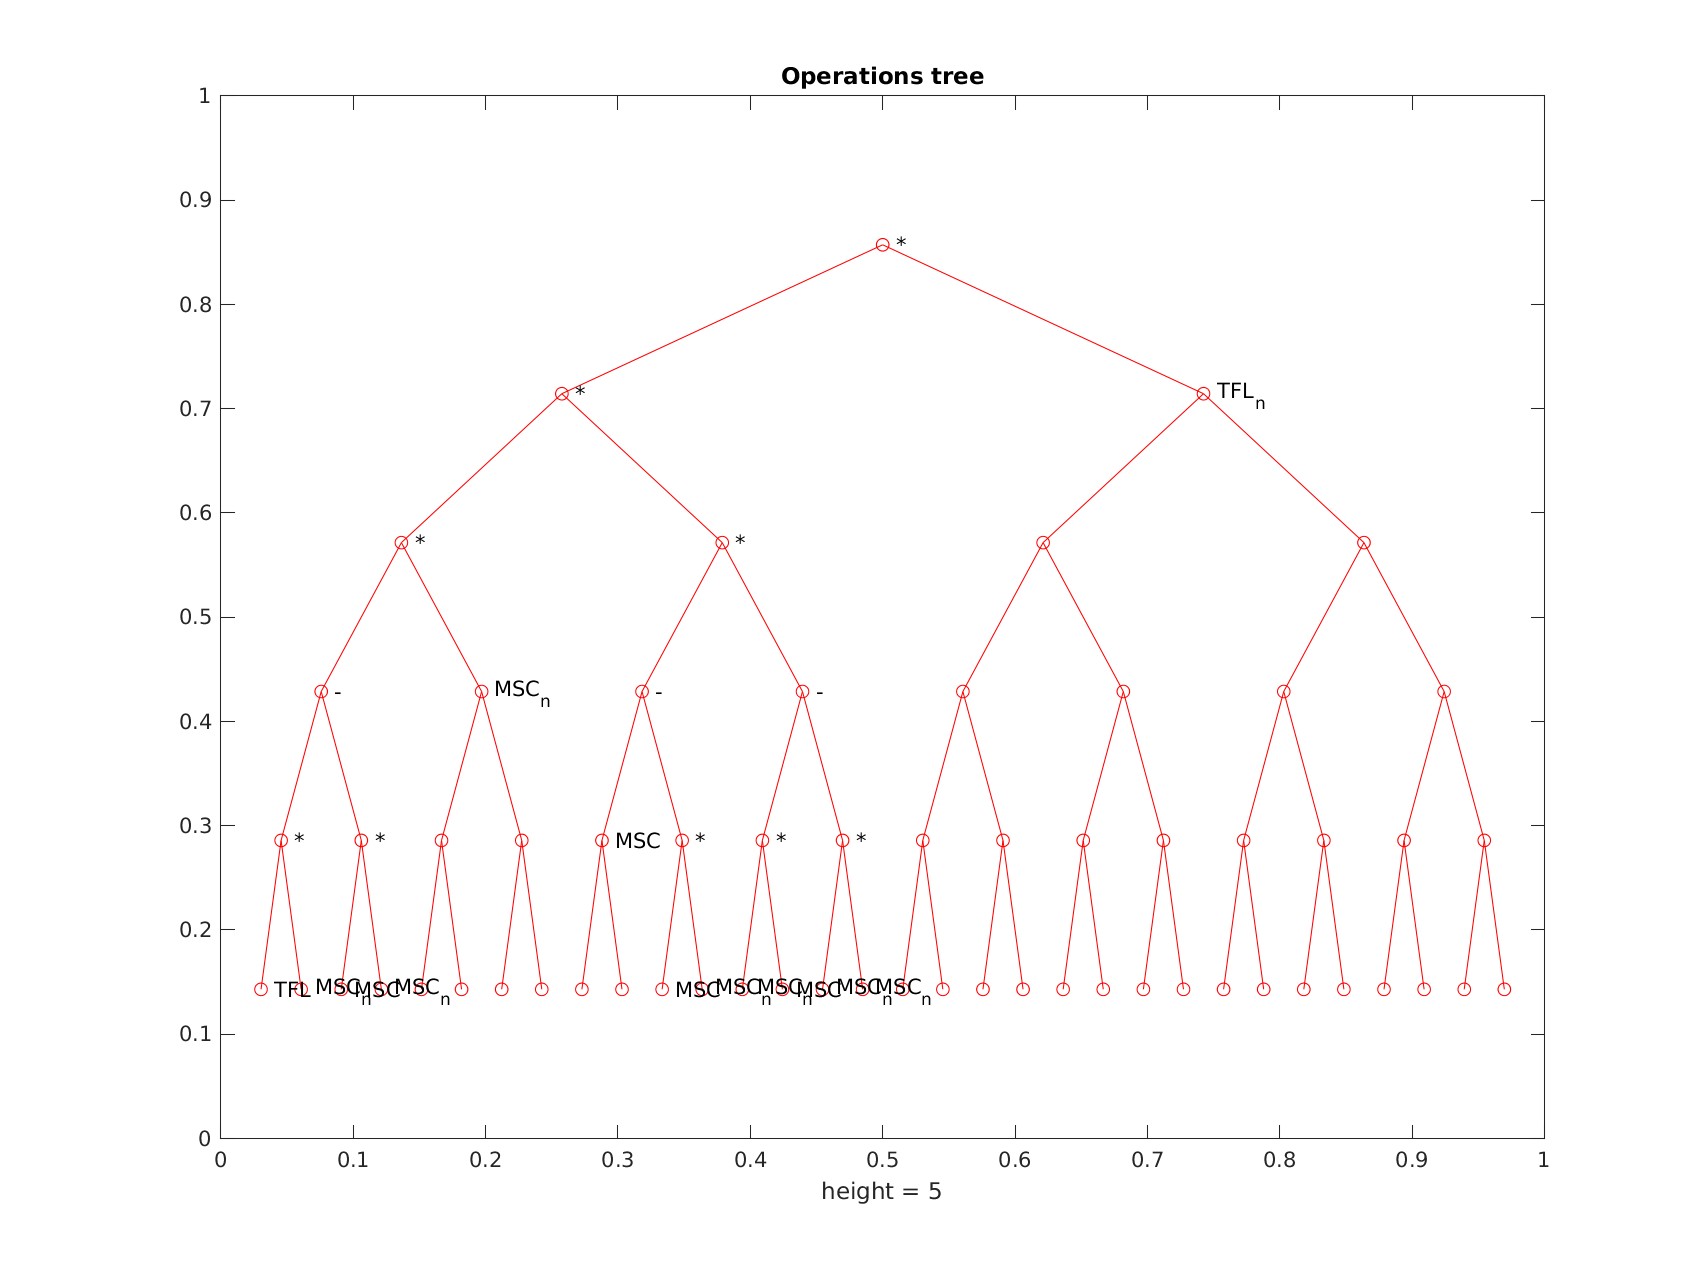 Operations tree
1
0.9
*
0.8
* TFLn
0.7
0.6
* *
0.5
- MSCn - -
0.4
0.3
* * MSC * * *
0.2
TFL MSCn MSC MSCn MSC MSCn MSCn MSC MSCn MSCn
0.1
0
0 0.1 0.2 0.3 0.4 0.5 0.6 0.7 0.8 0.9 1
height = 5